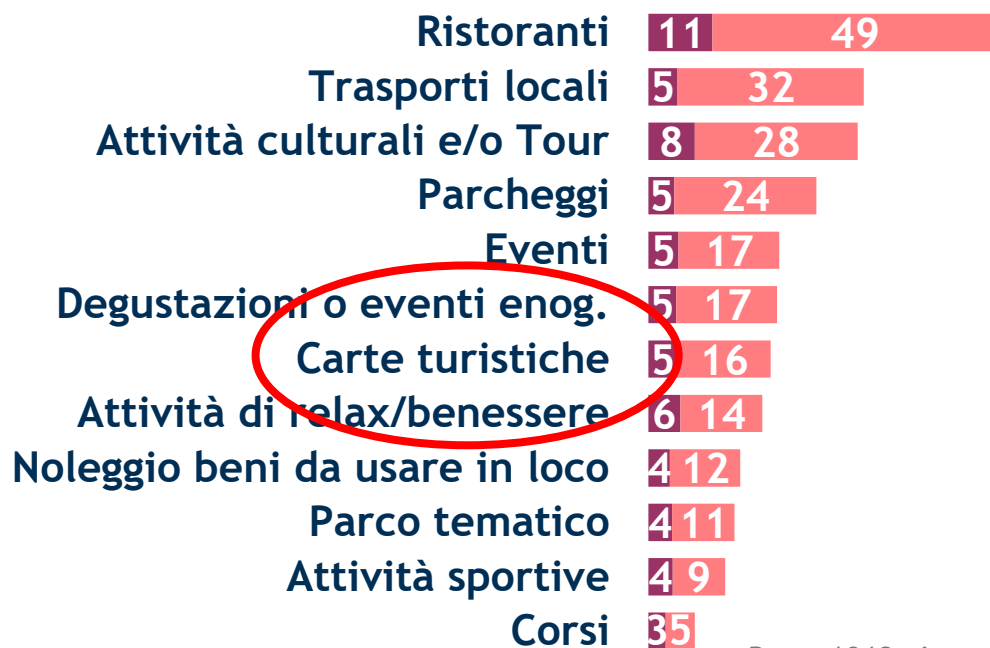 Ristoranti 11 49
Trasporti locali 5 32
Attività culturali e/o Tour 8 28
Parcheggi 5 24
Eventi 5 17
Degustazioni o eventi enog. 5 17
Carte turistiche 5 16
Attività di relax/benessere 6 14
Noleggio beni da usare in loco 4 12
Parco tematico 4 11
Attività sportive 4 9
Corsi 3 5